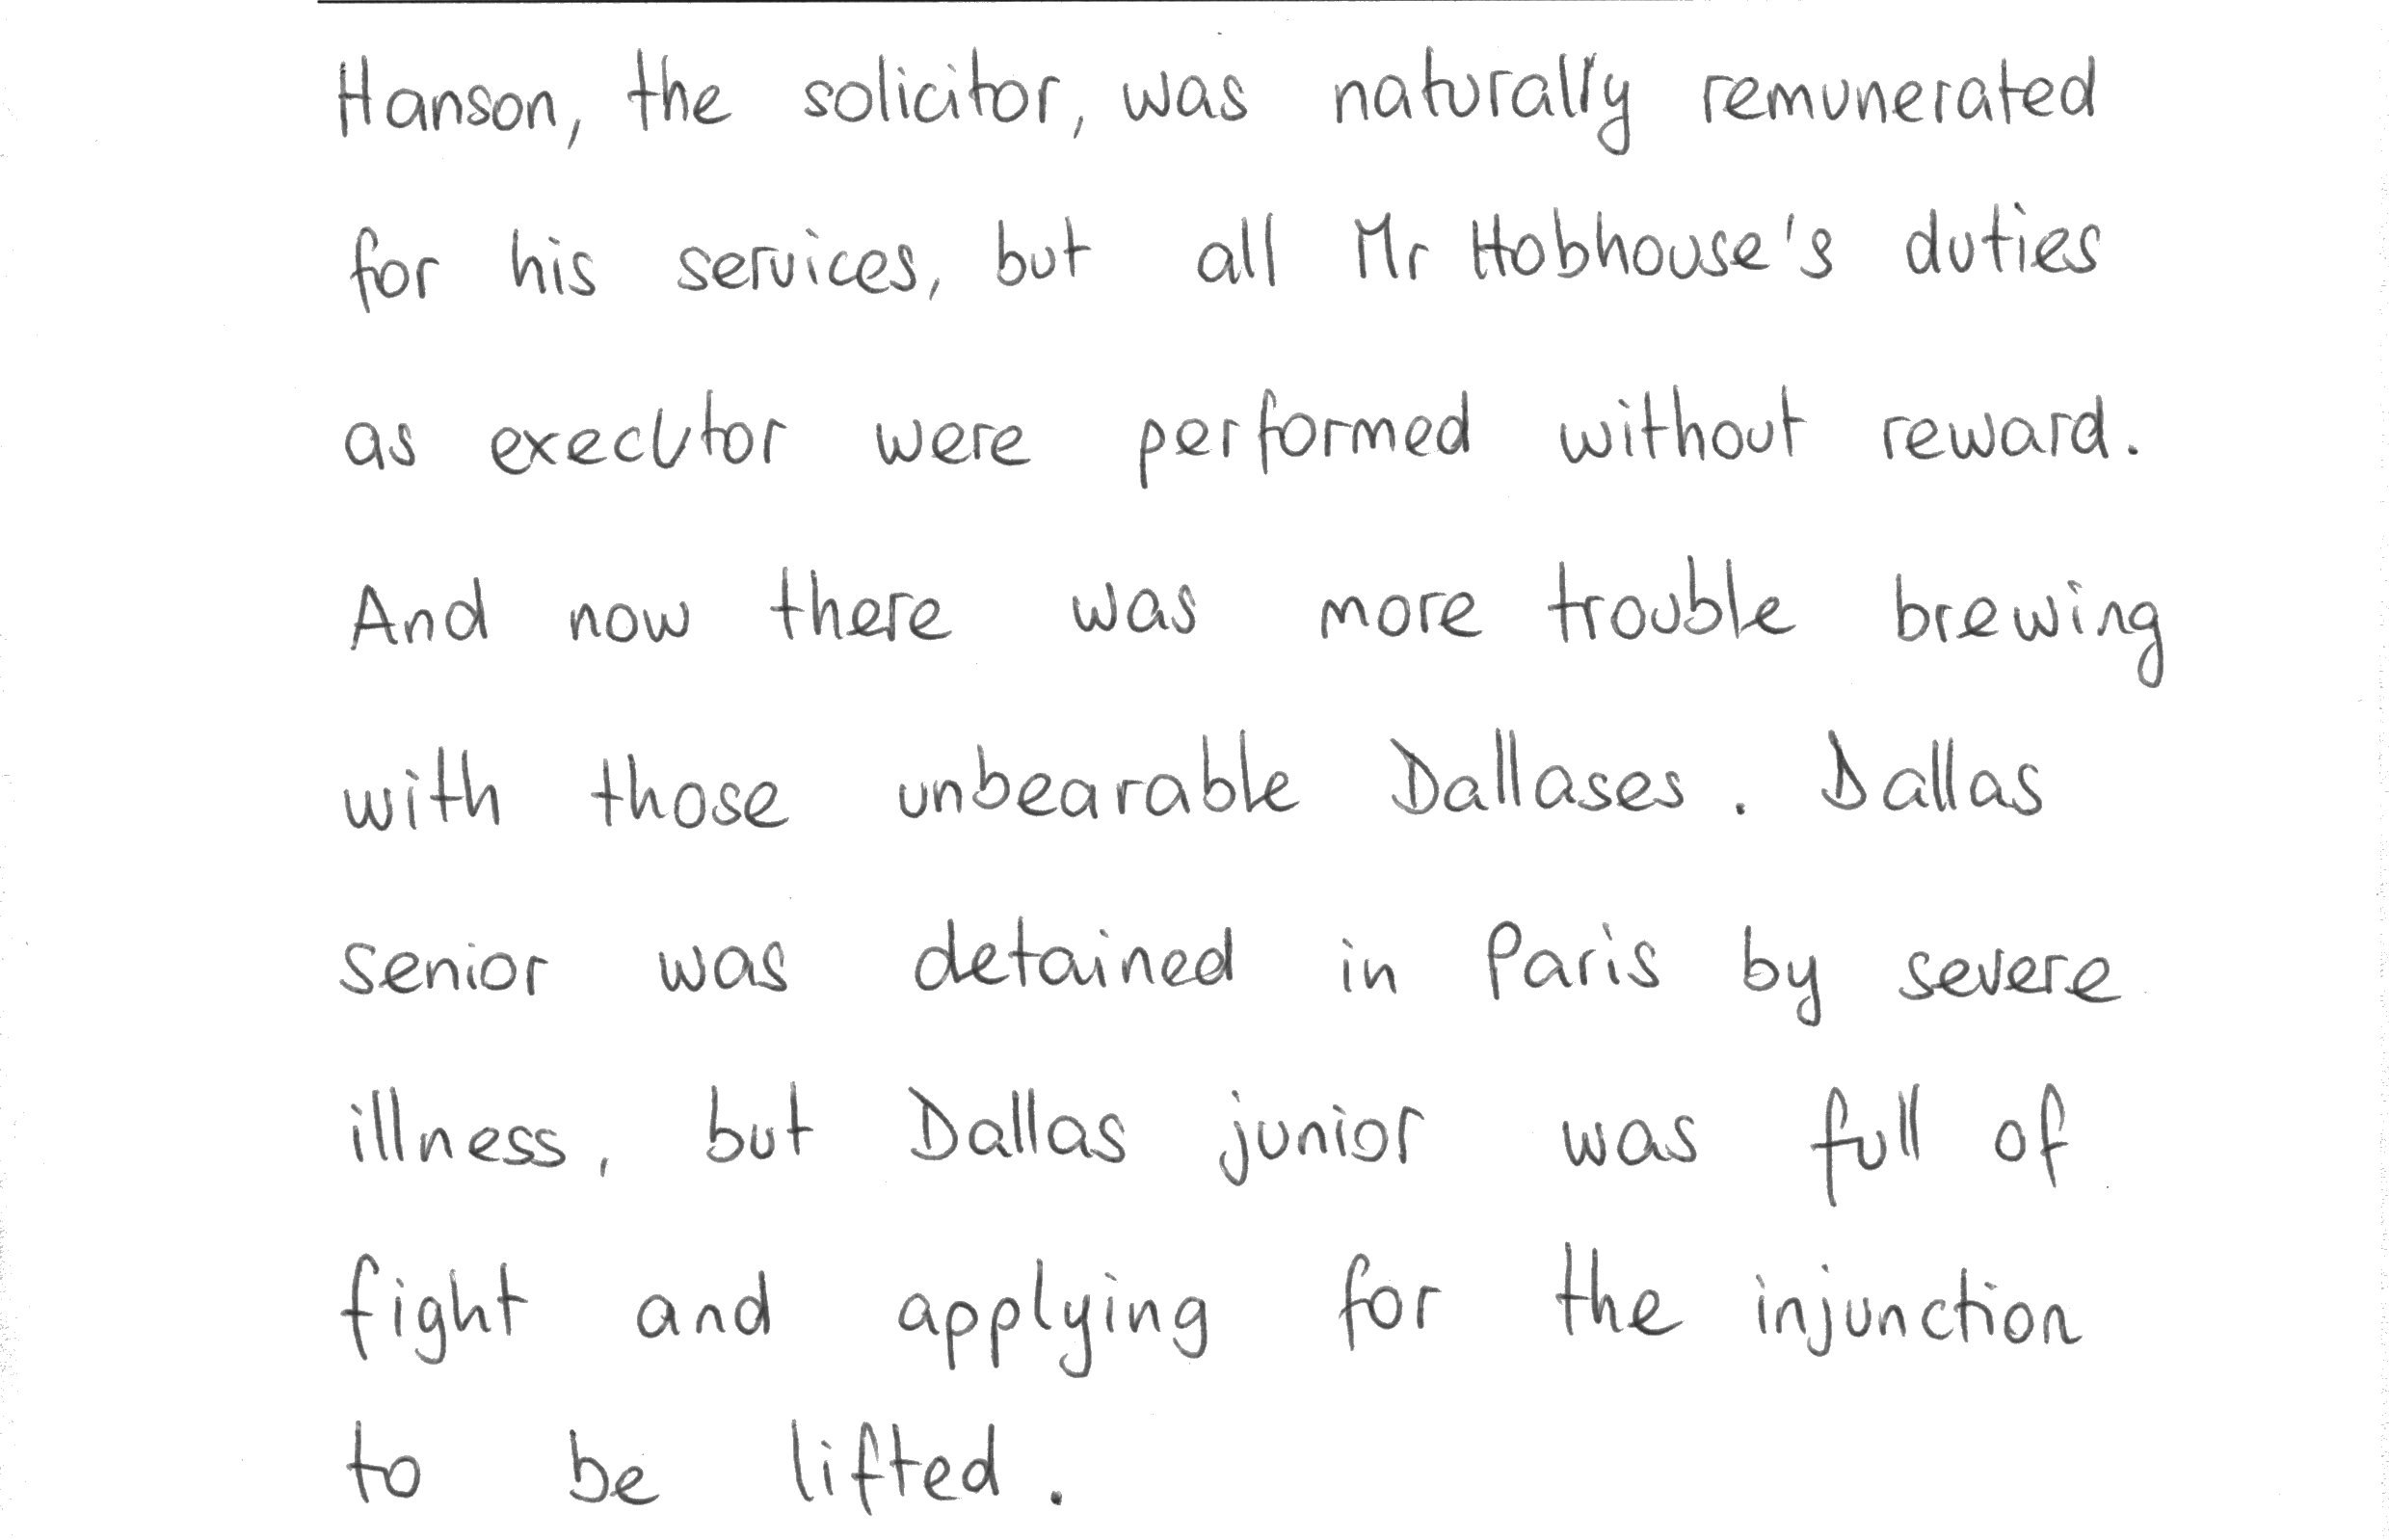 Hanson, the solicitor, was naturally remunerated
for his services, but all Mr Hobhouse's duties
as executor were performed without reward.
And now there was more trouble brewing
with those unbearable Dallases. Dallas
senior was detained in Paris by severe
illness, but Dallas junior was full of
fight and applying for the injunction
to be lifted.